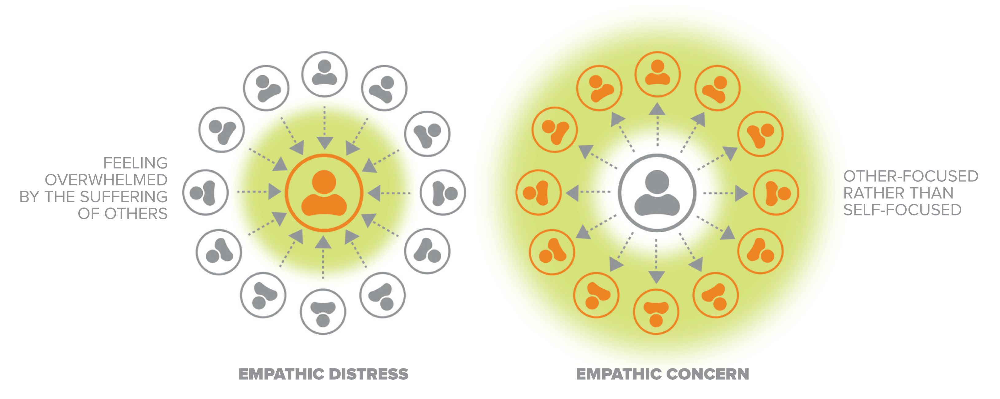 FEELING
OVERWHELMED
BY THE SUFFERING
OF OTHERS
EMPATHIC DISTRESS
OTHER-FOCUSED
RATHER THAN
SELF-FOCUSED
EMPATHIC CONCERN